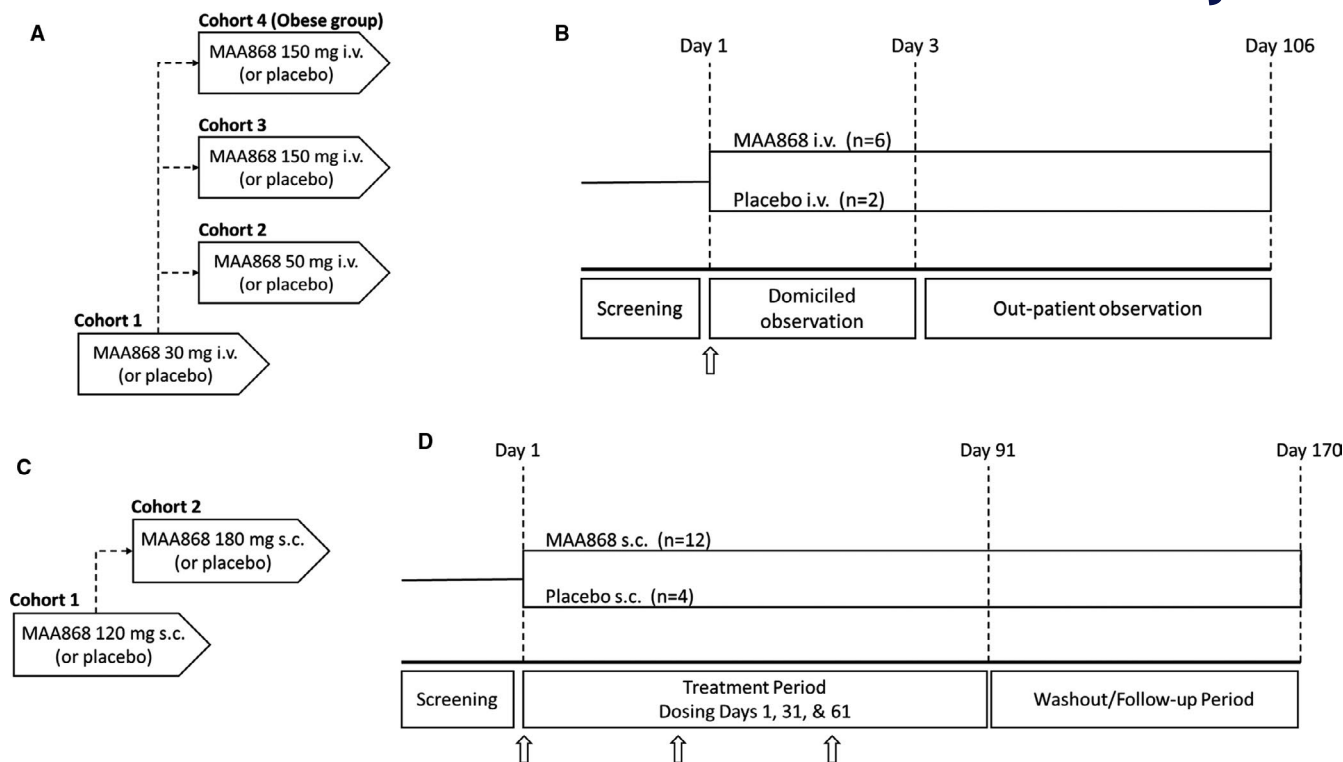 A
Cohort 4 (Obese group)
MAA868 150 mg i.v.
(or placebo)
Cohort 3
MAA868 150 mg i.v.
(or placebo)
Cohort 2
MAA868 50 mg i.v.
(or placebo)
Cohort 1
MAA868 30 mg i.v.
(or placebo)
B
Day 1
Day 3
Day 106
MAA868 i.v. (n=6)
Placebo i.v. (n=2)
Screening
Domiciled
observation
Out-patient observation
C
Cohort 2
MAA868 180 mg s.c.
(or placebo)
Cohort 1
MAA868 120 mg s.c.
(or placebo)
D
Day 1
Day 91
Day 170
MAA868 s.c. (n=12)
Placebo s.c. (n=4)
Screening
Treatment Period
Dosing Days 1, 31, & 61
Washout/Follow-up Period